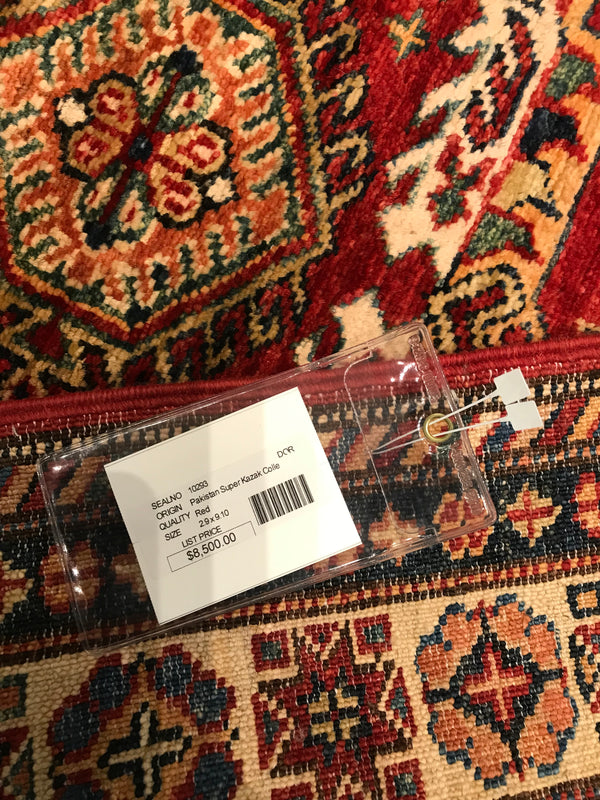 DOR
SEALNO 10293
ORIGIN Pakistan Super Kazak Colle
QUALITY Red
SIZE 2.9 x 9.10
LIST PRICE
$8,500.00